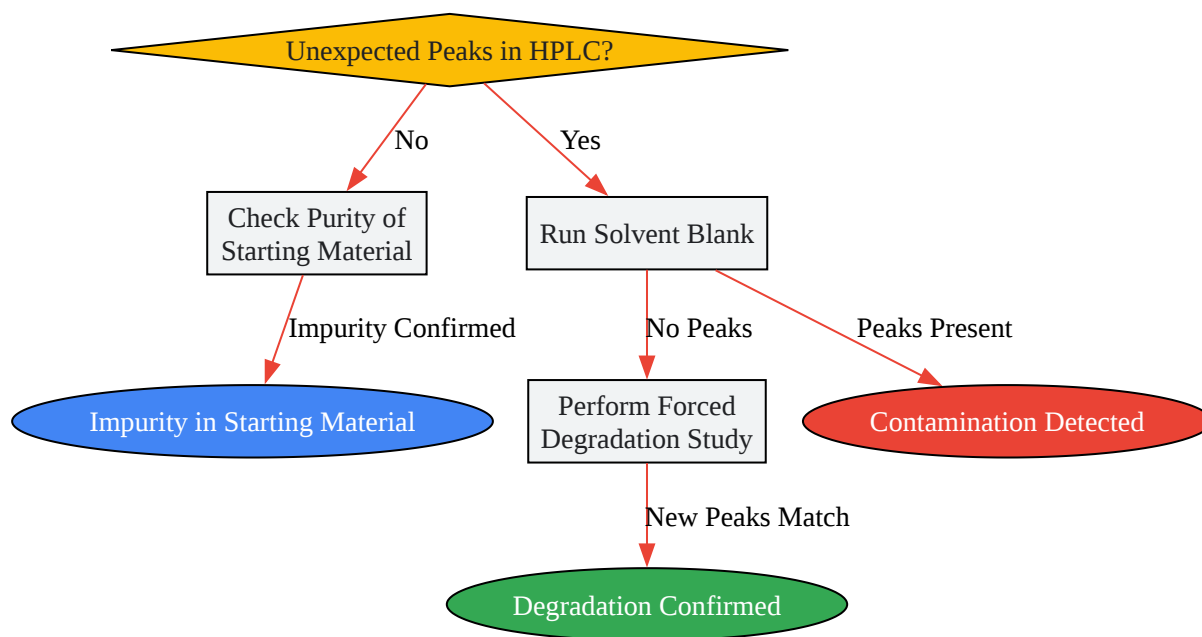 Unexpected Peaks in HPLC?
No
Yes
Check Purity of
Starting Material
Run Solvent Blank
Impurity Confirmed
No Peaks
Peaks Present
Impurity in Starting Material
Perform Forced
Degradation Study
Contamination Detected
New Peaks Match
Degradation Confirmed